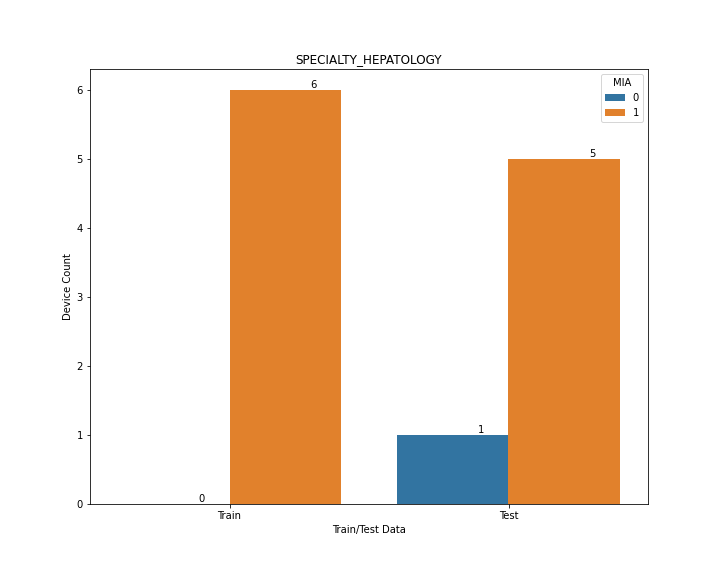 SPECIALTY_HEPATOLOGY
MIA
0
1
6
5
1
0
6
5
4
3
2
1
0
Device Count
Train
Test
Train/Test Data